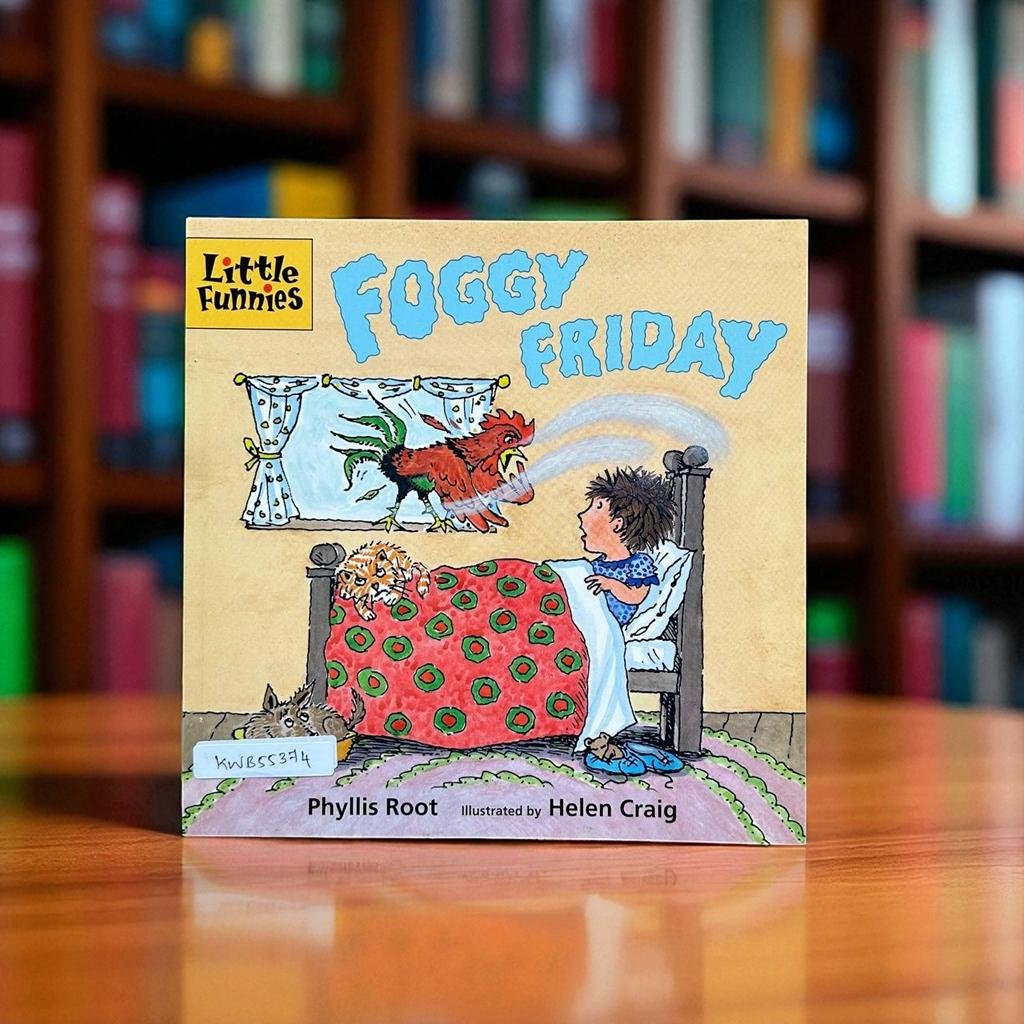 Little
Funnies
FOGGY
FRIDAY
KWB55374
Phyllis Root Illustrated by Helen Craig